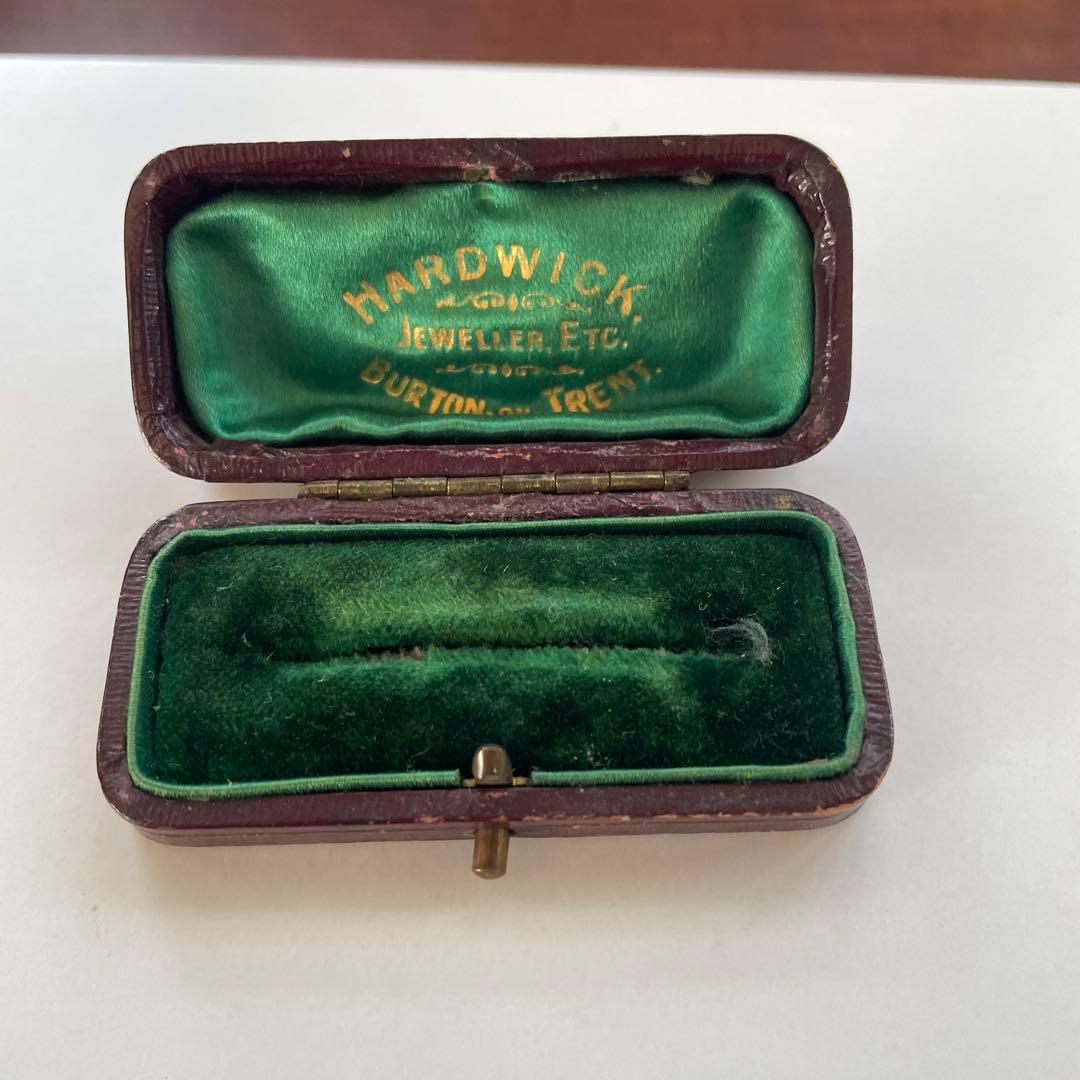 HARDWICK.
JEWELLER, ETC.
BURTON-ON TRENT.